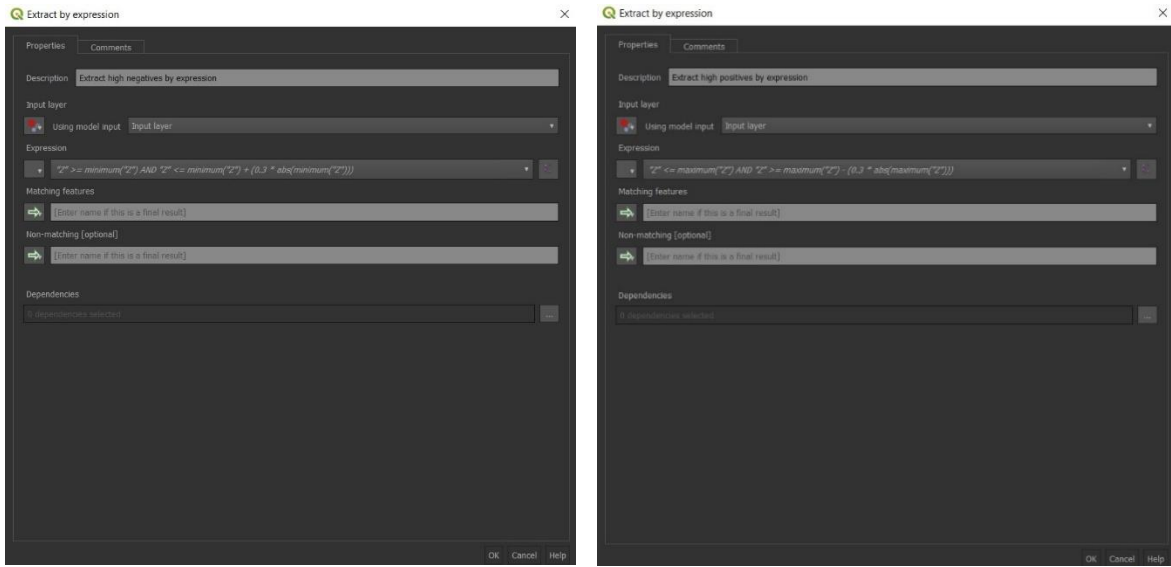 Extract by expression
Properties Comments
Description Extract high negatives by expression
Input layer
Using model input Input layer
Expression
"Z" >= minimum("Z") AND "Z" <= minimum("Z") + (0.3 * abs(minimum("Z")))
Matching features
[Enter name if this is a final result]
Non-matching [optional]
[Enter name if this is a final result]
Dependencies
0 dependencies selected
...
OK Cancel Help
Extract by expression
Properties Comments
Description Extract high positives by expression
Input layer
Using model input Input layer
Expression
"Z" <= maximum("Z") AND "Z" >= maximum("Z") - (0.3 * abs(maximum("Z")))
Matching features
[Enter name if this is a final result]
Non-matching [optional]
[Enter name if this is a final result]
Dependencies
0 dependencies selected
...
OK Cancel Help